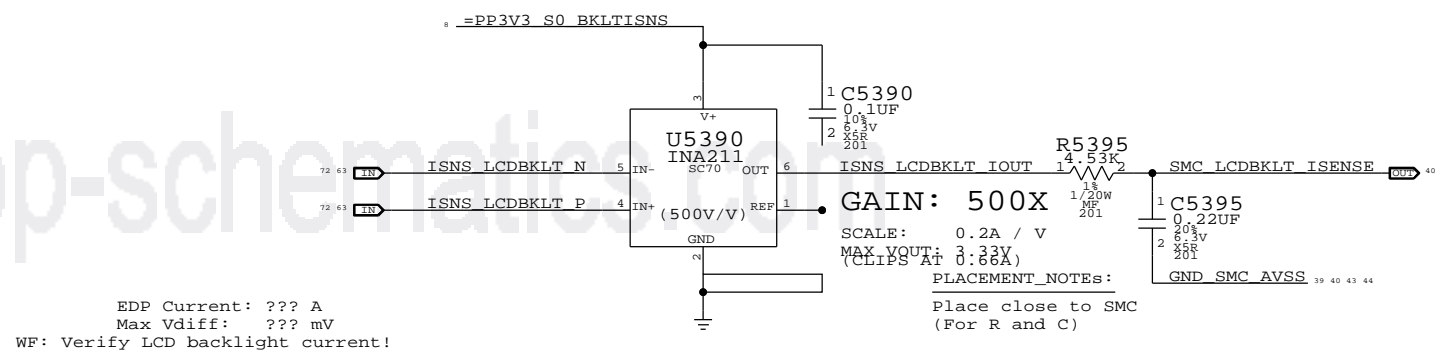 8 =PP3V3_S0_BKLTISNS
1 C5390
0.1UF
10%
6.3V
X5R
2 201
3
V+
U5390
INA211
SC70
R5395
4.53K
72 63 IN ISNS_LCDBKLT_N 5 IN- OUT 6 ISNS_LCDBKLT_IOUT 1 2 SMC_LCDBKLT_ISENSE OUT 40
1%
1/20W
MF
201
72 63 IN ISNS_LCDBKLT_P 4 IN+ (500V/V) REF 1
GAIN: 500X
1 C5395
0.22UF
20%
6.3V
X5R
2 201
GND
2
SCALE: 0.2A / V
MAX VOUT: 3.33V
(CLIPS AT 0.66A)
PLACEMENT_NOTEs:
GND_SMC_AVSS 39 40 43 44
Place close to SMC
(For R and C)
EDP Current: ??? A
Max Vdiff: ??? mV
WF: Verify LCD backlight current!
p-schematics.com